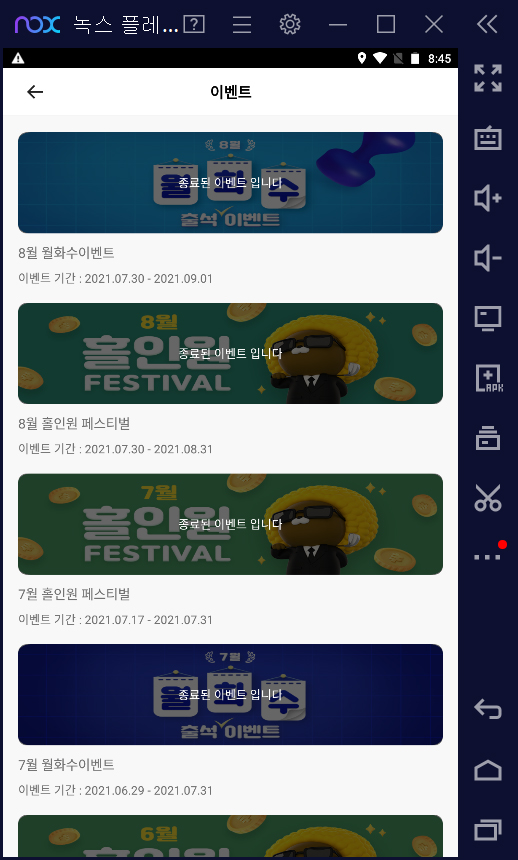 nox 녹스 플레...
8:45
이벤트
8월
월화수
종료된 이벤트 입니다
출석 이벤트
8월 월화수이벤트
이벤트 기간 : 2021.07.30 - 2021.09.01
8월
홀인원
종료된 이벤트 입니다
FESTIVAL
8월 홀인원 페스티벌
이벤트 기간 : 2021.07.30 - 2021.08.31
7월
홀인원
종료된 이벤트 입니다
FESTIVAL
7월 홀인원 페스티벌
이벤트 기간 : 2021.07.17 - 2021.07.31
7월
월화수
종료된 이벤트 입니다
출석 이벤트
7월 월화수이벤트
이벤트 기간 : 2021.06.29 - 2021.07.31
6월
APK